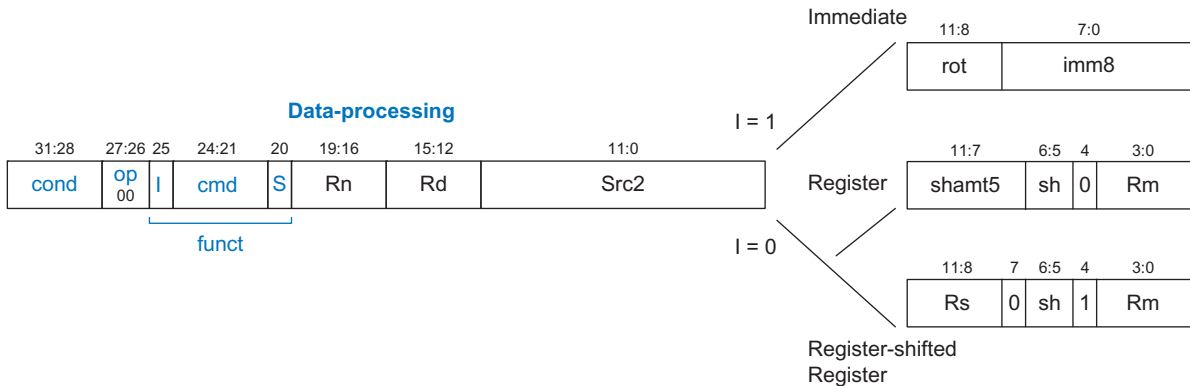 Immediate
11:8 7:0
rot imm8
Data-processing
I = 1
31:28 27:26 25 24:21 20 19:16 15:12 11:0
cond op 00 I cmd S Rn Rd Src2
funct
I = 0
Register
11:7 6:5 4 3:0
shamt5 sh 0 Rm
11:8 7 6:5 4 3:0
Rs 0 sh 1 Rm
Register-shifted
Register